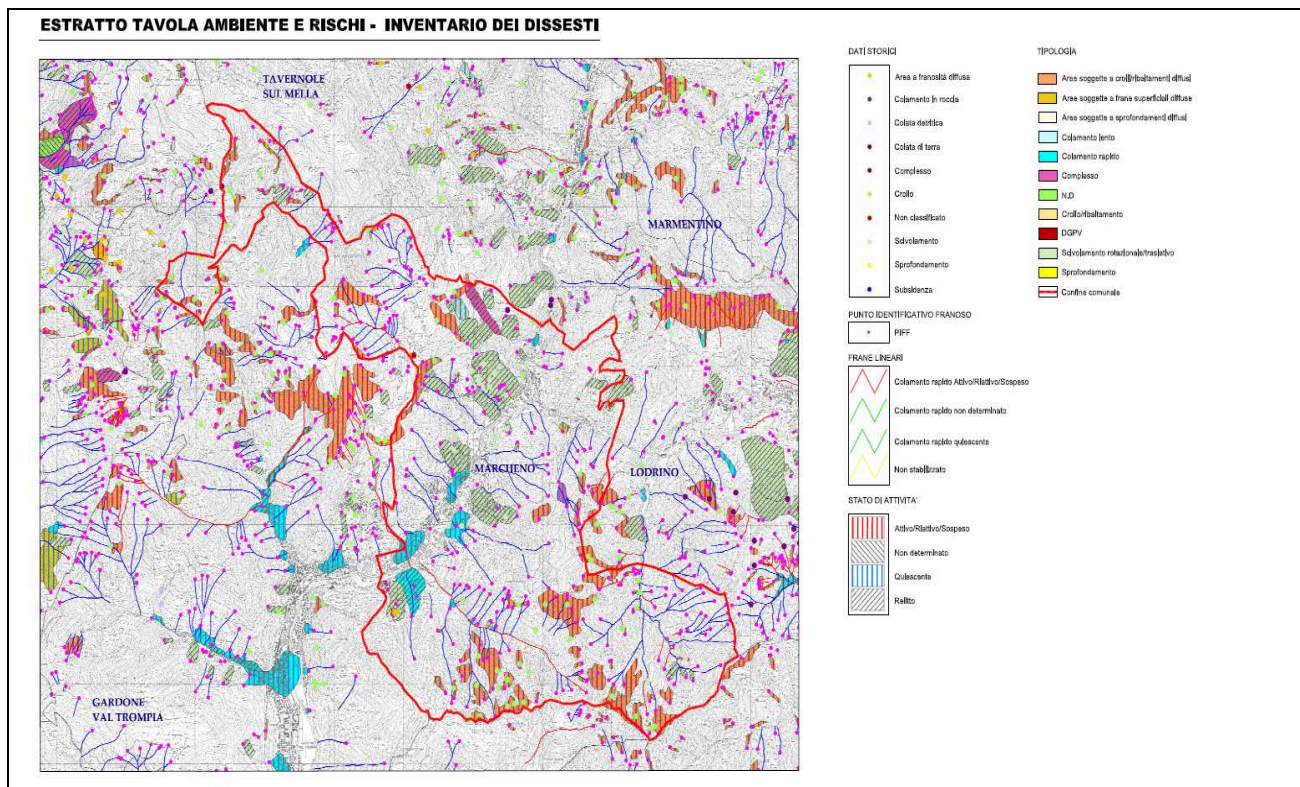 ESTRATTO TAVOLA AMBIENTE E RISCHI - INVENTARIO DEI DISSESTI
TAVERNOLE
SUL MELLA
MARMENTINO
MARCHENO
LODRINO
GARDONE
VAL TROMPIA
DATI STORICI
Area a franosità diffusa
Colamento in roccia
Colata detritica
Colata di terra
Complesso
Crollo
Non classificato
Scivolamento
Sprofondamento
Subsidenza
PUNTO IDENTIFICATIVO FRANOSO
PIFF
FRANE LINEARI
Colamento rapido Attivo/Riattivo/Sospeso
Colamento rapido non determinato
Colamento rapido quiescente
Non stabilizzato
STATO DI ATTIVITA'
Attivo/Riattivo/Sospeso
Non determinato
Quiescente
Relitto
TIPOLOGIA
Aree soggette a crolli/ribaltamenti diffusi
Aree soggette a frane superficiali diffuse
Aree soggette a sprofondamenti diffusi
Colamento lento
Colamento rapido
Complesso
N.D
Crollo/ribaltamento
DGPV
Scivolamento rotazionale/traslativo
Sprofondamento
Confine comunale